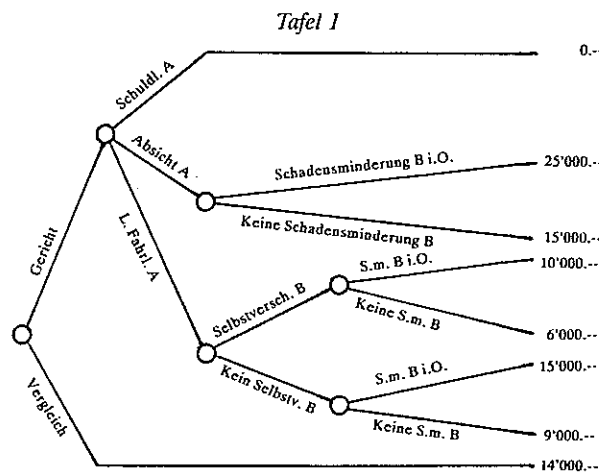 Tafel 1
0.--
Schuldl. A
Absicht A
Schadensminderung B i.O.
25'000.--
Keine Schadensminderung B
15'000.--
Gericht
L. Fahrl. A
S.m. B i.O.
10'000.--
Selbstversch. B
Keine S.m. B
6'000.--
S.m. B i.O.
15'000.--
Kein Selbstv. B
Keine S.m. B
9'000.--
Vergleich
14'000.--